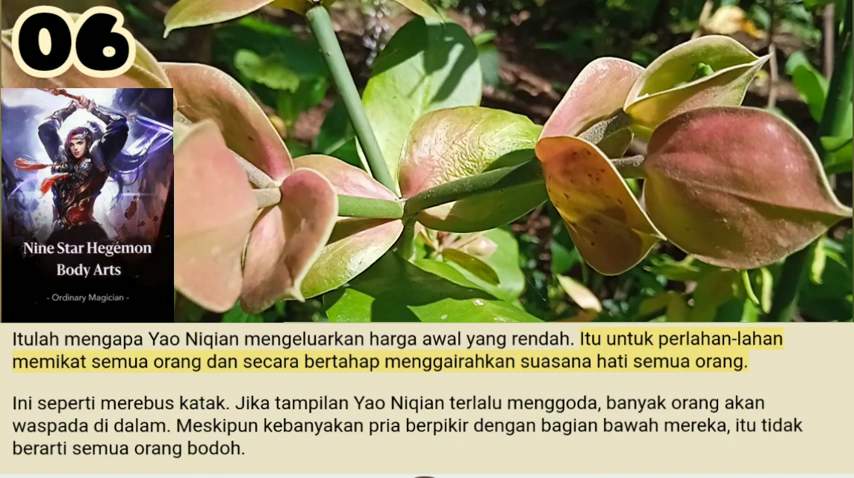 06
Nine Star Hegemon
Body Arts
- Ordinary Magician -
Itulah mengapa Yao Niqian mengeluarkan harga awal yang rendah. Itu untuk perlahan-lahan
memikat semua orang dan secara bertahap menggairahkan suasana hati semua orang.
Ini seperti merebus katak. Jika tampilan Yao Niqian terlalu menggoda, banyak orang akan
waspada di dalam. Meskipun kebanyakan pria berpikir dengan bagian bawah mereka, itu tidak
berarti semua orang bodoh.